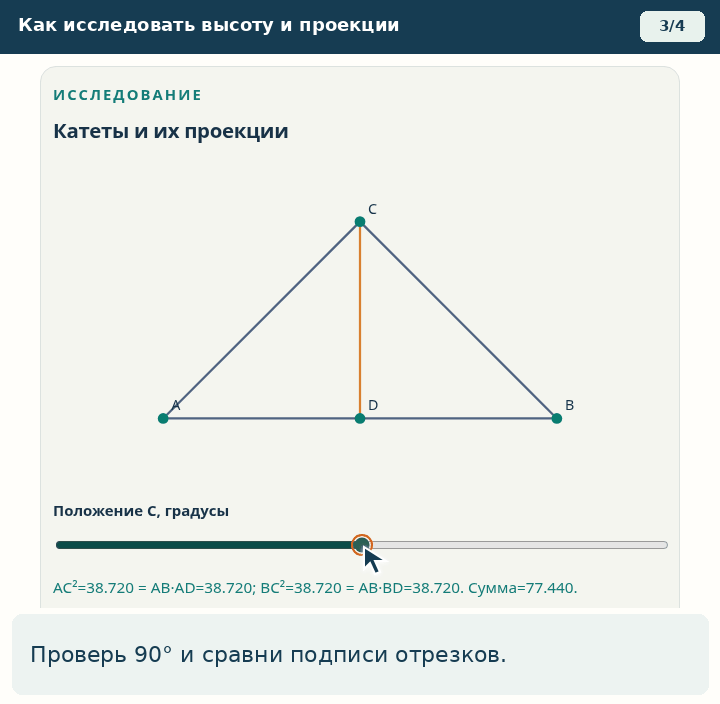 Как исследовать высоту и проекции
3/4
ИССЛЕДОВАНИЕ
Катеты и их проекции
C
A
D
B
Положение C, градусы
AC²=38.720 = AB·AD=38.720; BC²=38.720 = AB·BD=38.720. Сумма=77.440.
Проверь 90° и сравни подписи отрезков.